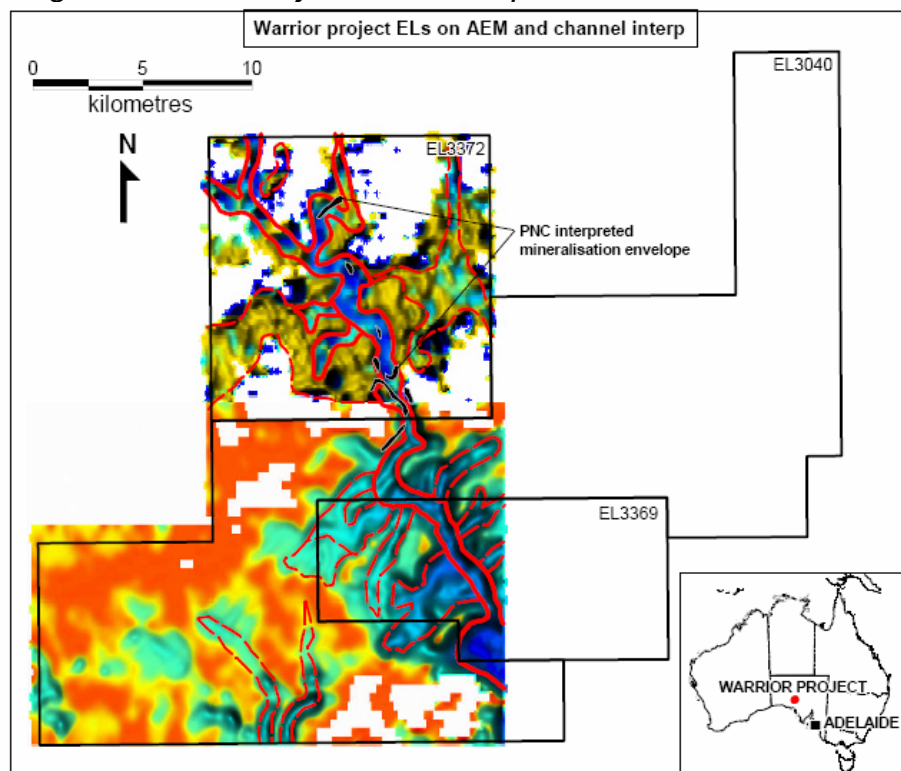 Warrior project ELs on AEM and channel interp
0 5 10
kilometres
N
EL3040
EL3372
PNC interpreted
mineralisation envelope
EL3369
WARRIOR PROJECT
ADELAIDE